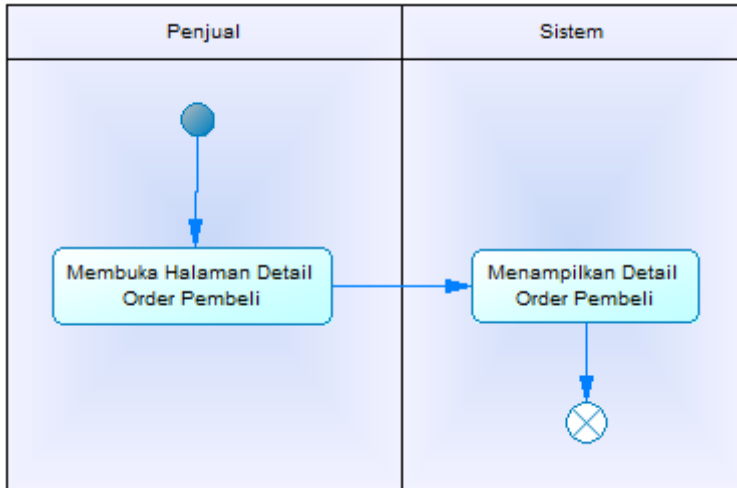 Penjual
Sistem
Membuka Halaman Detail
Order Pembeli
Menampilkan Detail
Order Pembeli